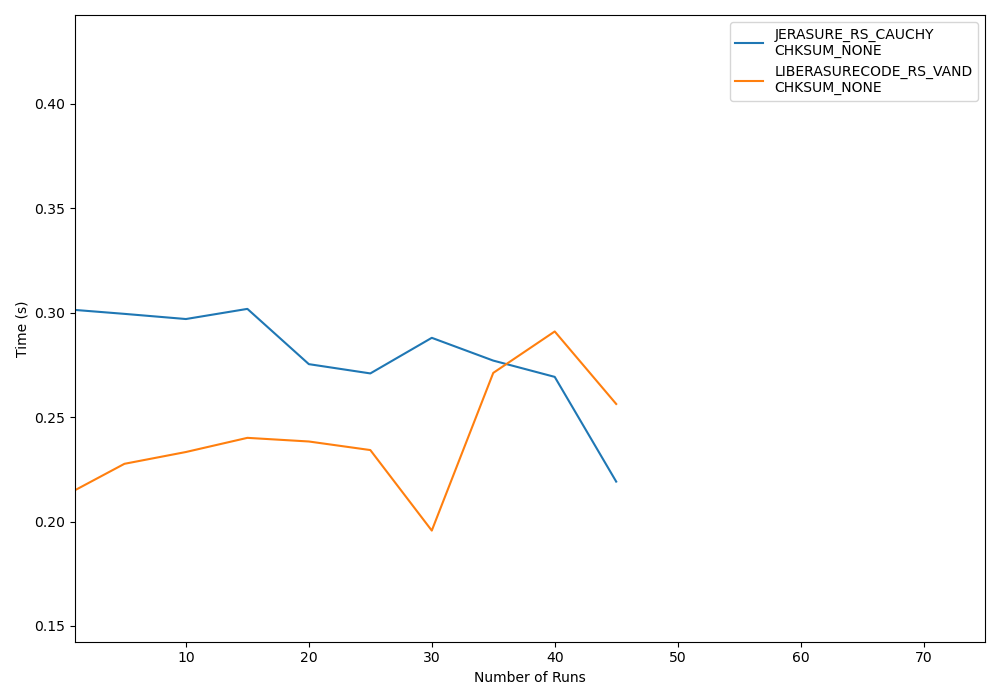 JERASURE_RS_CAUCHY
CHKSUM_NONE
LIBERASURECODE_RS_VAND
CHKSUM_NONE
0.40
0.35
0.30
0.25
0.20
0.15
Time (s)
10 20 30 40 50 60 70
Number of Runs